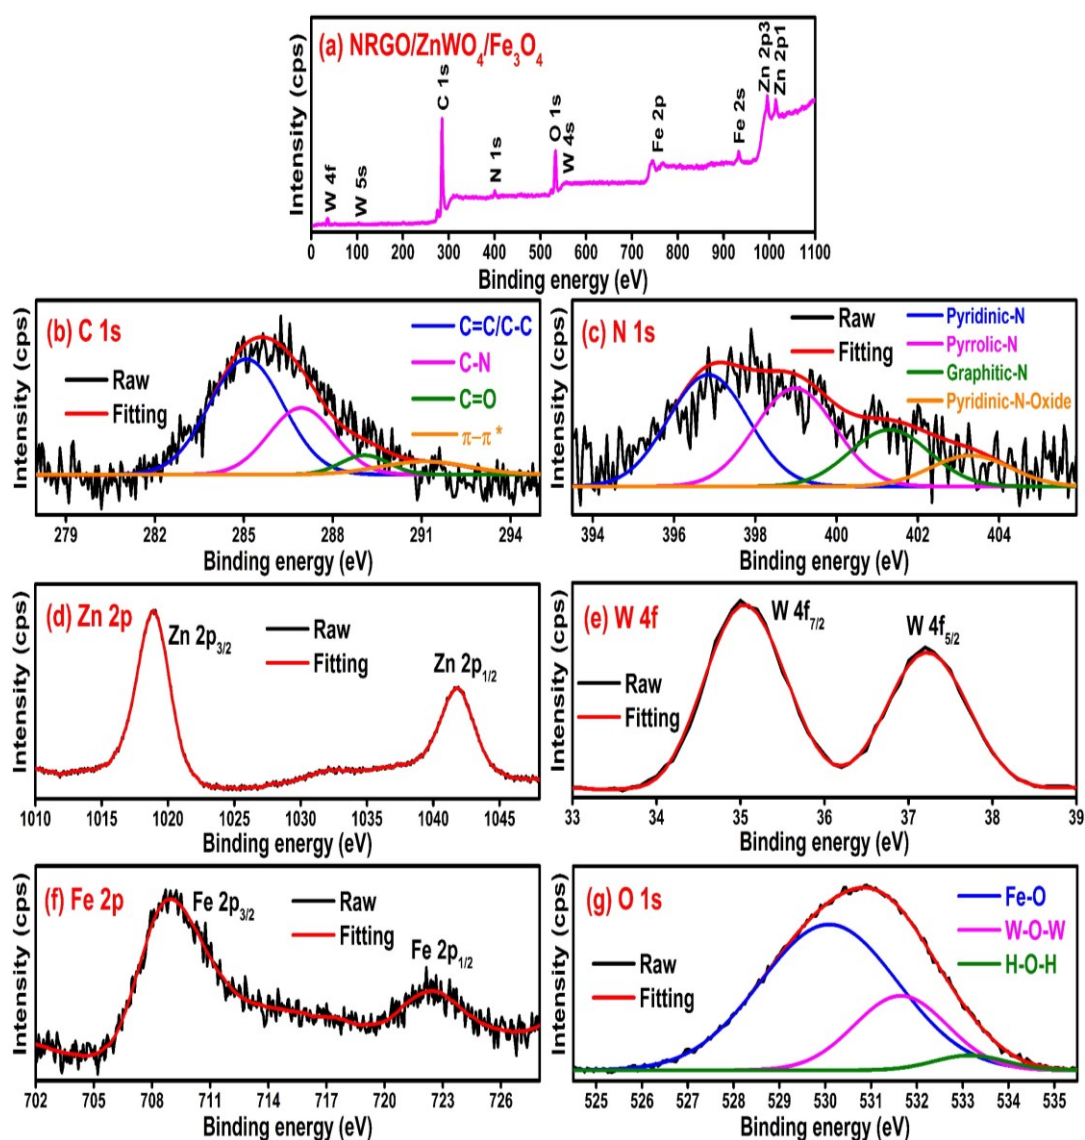 (a) NRGO/ZnWO₄/Fe₃O₄
W 4f
W 5s
C 1s
N 1s
O 1s
W 4s
Fe 2p
Fe 2s
Zn 2p3
Zn 2p1
Intensity (cps)
0 100 200 300 400 500 600 700 800 900 1000 1100
Binding energy (eV)
(b) C 1s
Raw
Fitting
C=C/C-C
C-N
C=O
π–π*
Intensity (cps)
279 282 285 288 291 294
Binding energy (eV)
(c) N 1s
Raw
Fitting
Pyridinic-N
Pyrrolic-N
Graphitic-N
Pyridinic-N-Oxide
Intensity (cps)
394 396 398 400 402 404
Binding energy (eV)
(d) Zn 2p
Zn 2p₃/₂
Raw
Fitting
Zn 2p₁/₂
Intensity (cps)
1010 1015 1020 1025 1030 1035 1040 1045
Binding energy (eV)
(e) W 4f
W 4f₇/₂
W 4f₅/₂
Raw
Fitting
Intensity (cps)
33 34 35 36 37 38 39
Binding energy (eV)
(f) Fe 2p
Fe 2p₃/₂
Raw
Fitting
Fe 2p₁/₂
Intensity (cps)
702 705 708 711 714 717 720 723 726
Binding energy (eV)
(g) O 1s
Raw
Fitting
Fe-O
W-O-W
H-O-H
Intensity (cps)
525 526 527 528 529 530 531 532 533 534 535
Binding energy (eV)